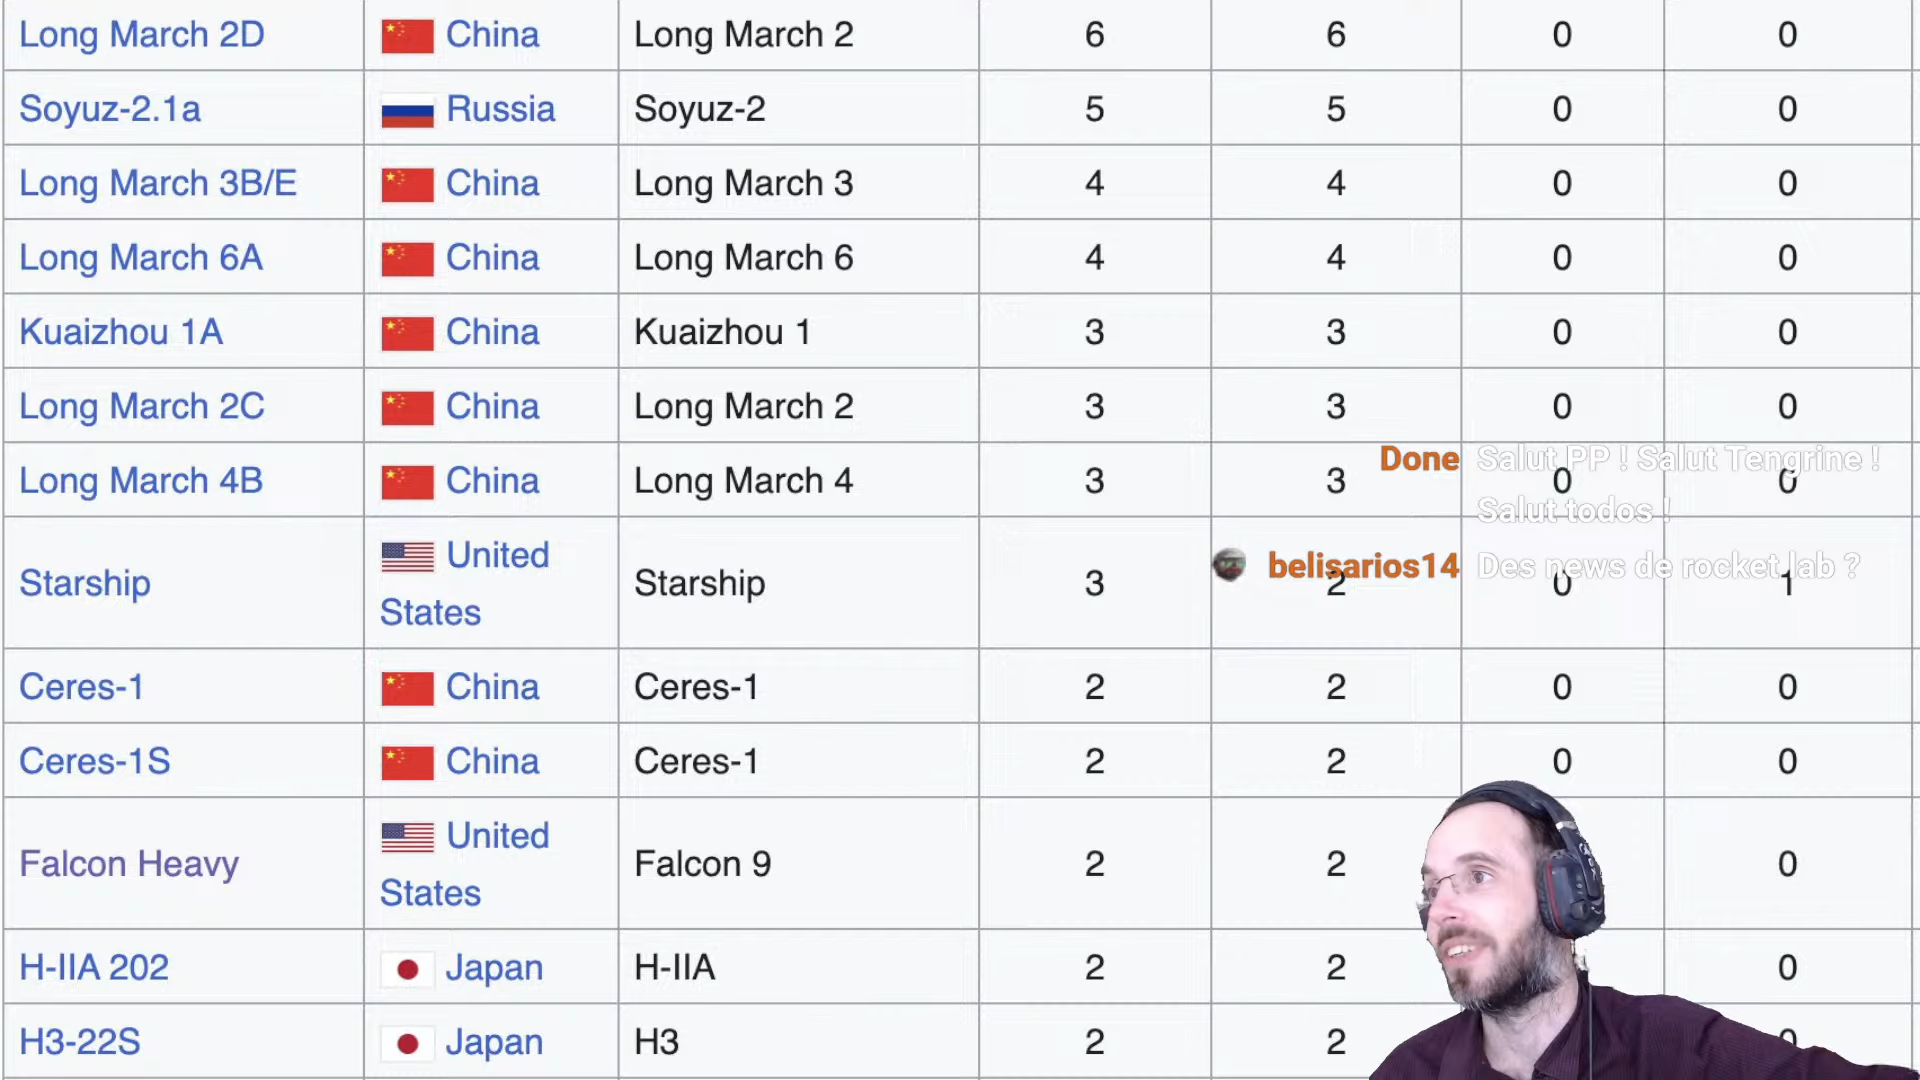 Long March 2D China Long March 2 6 6 0 0
Soyuz-2.1a Russia Soyuz-2 5 5 0 0
Long March 3B/E China Long March 3 4 4 0 0
Long March 6A China Long March 6 4 4 0 0
Kuaizhou 1A China Kuaizhou 1 3 3 0 0
Long March 2C China Long March 2 3 3 0 0
Long March 4B China Long March 4 3 3 0 0
Done Salut PP ! Salut Tengrine !
Salut todos !
Starship United States Starship 3 2 0 1
belisarios14 Des news de rocket lab ?
Ceres-1 China Ceres-1 2 2 0 0
Ceres-1S China Ceres-1 2 2 0 0
Falcon Heavy United States Falcon 9 2 2 0
H-IIA 202 Japan H-IIA 2 2 0
H3-22S Japan H3 2 2 0